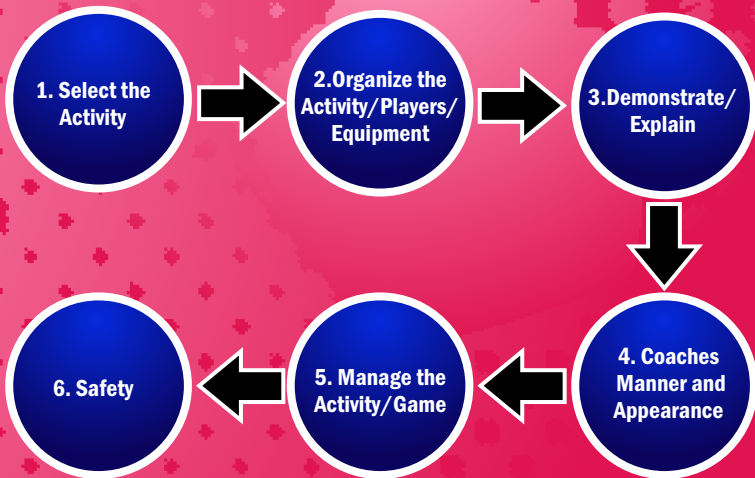 1. Select the
Activity
2.Organize the
Activity/Players/
Equipment
3.Demonstrate/
Explain
4. Coaches
Manner and
Appearance
5. Manage the
Activity/Game
6. Safety